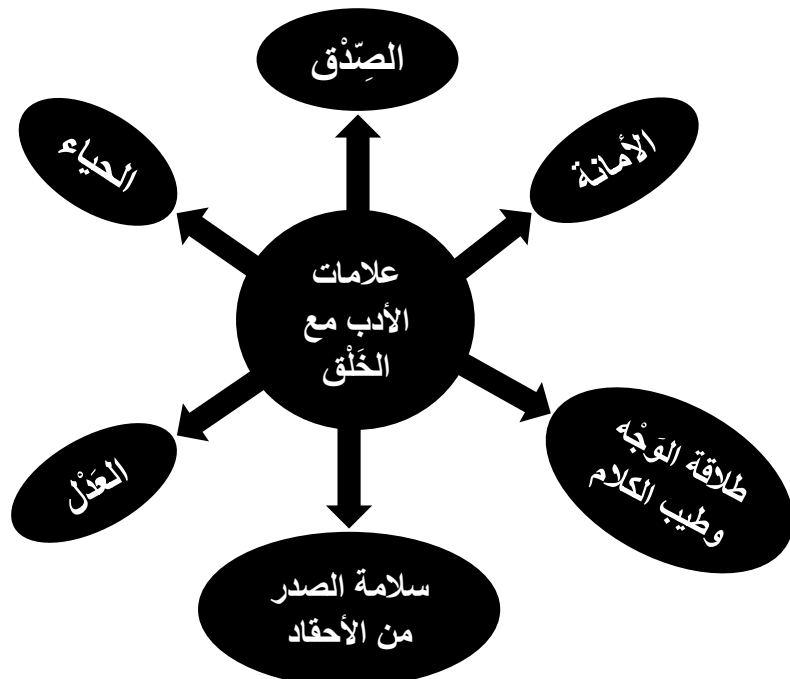 الصِّدْق
الأمانة
الحياء
علامات
الأدب مع
الخَلْق
طلاقة الوَجْه
وطيب الكلام
العَدْل
سلامة الصدر
من الأحقاد